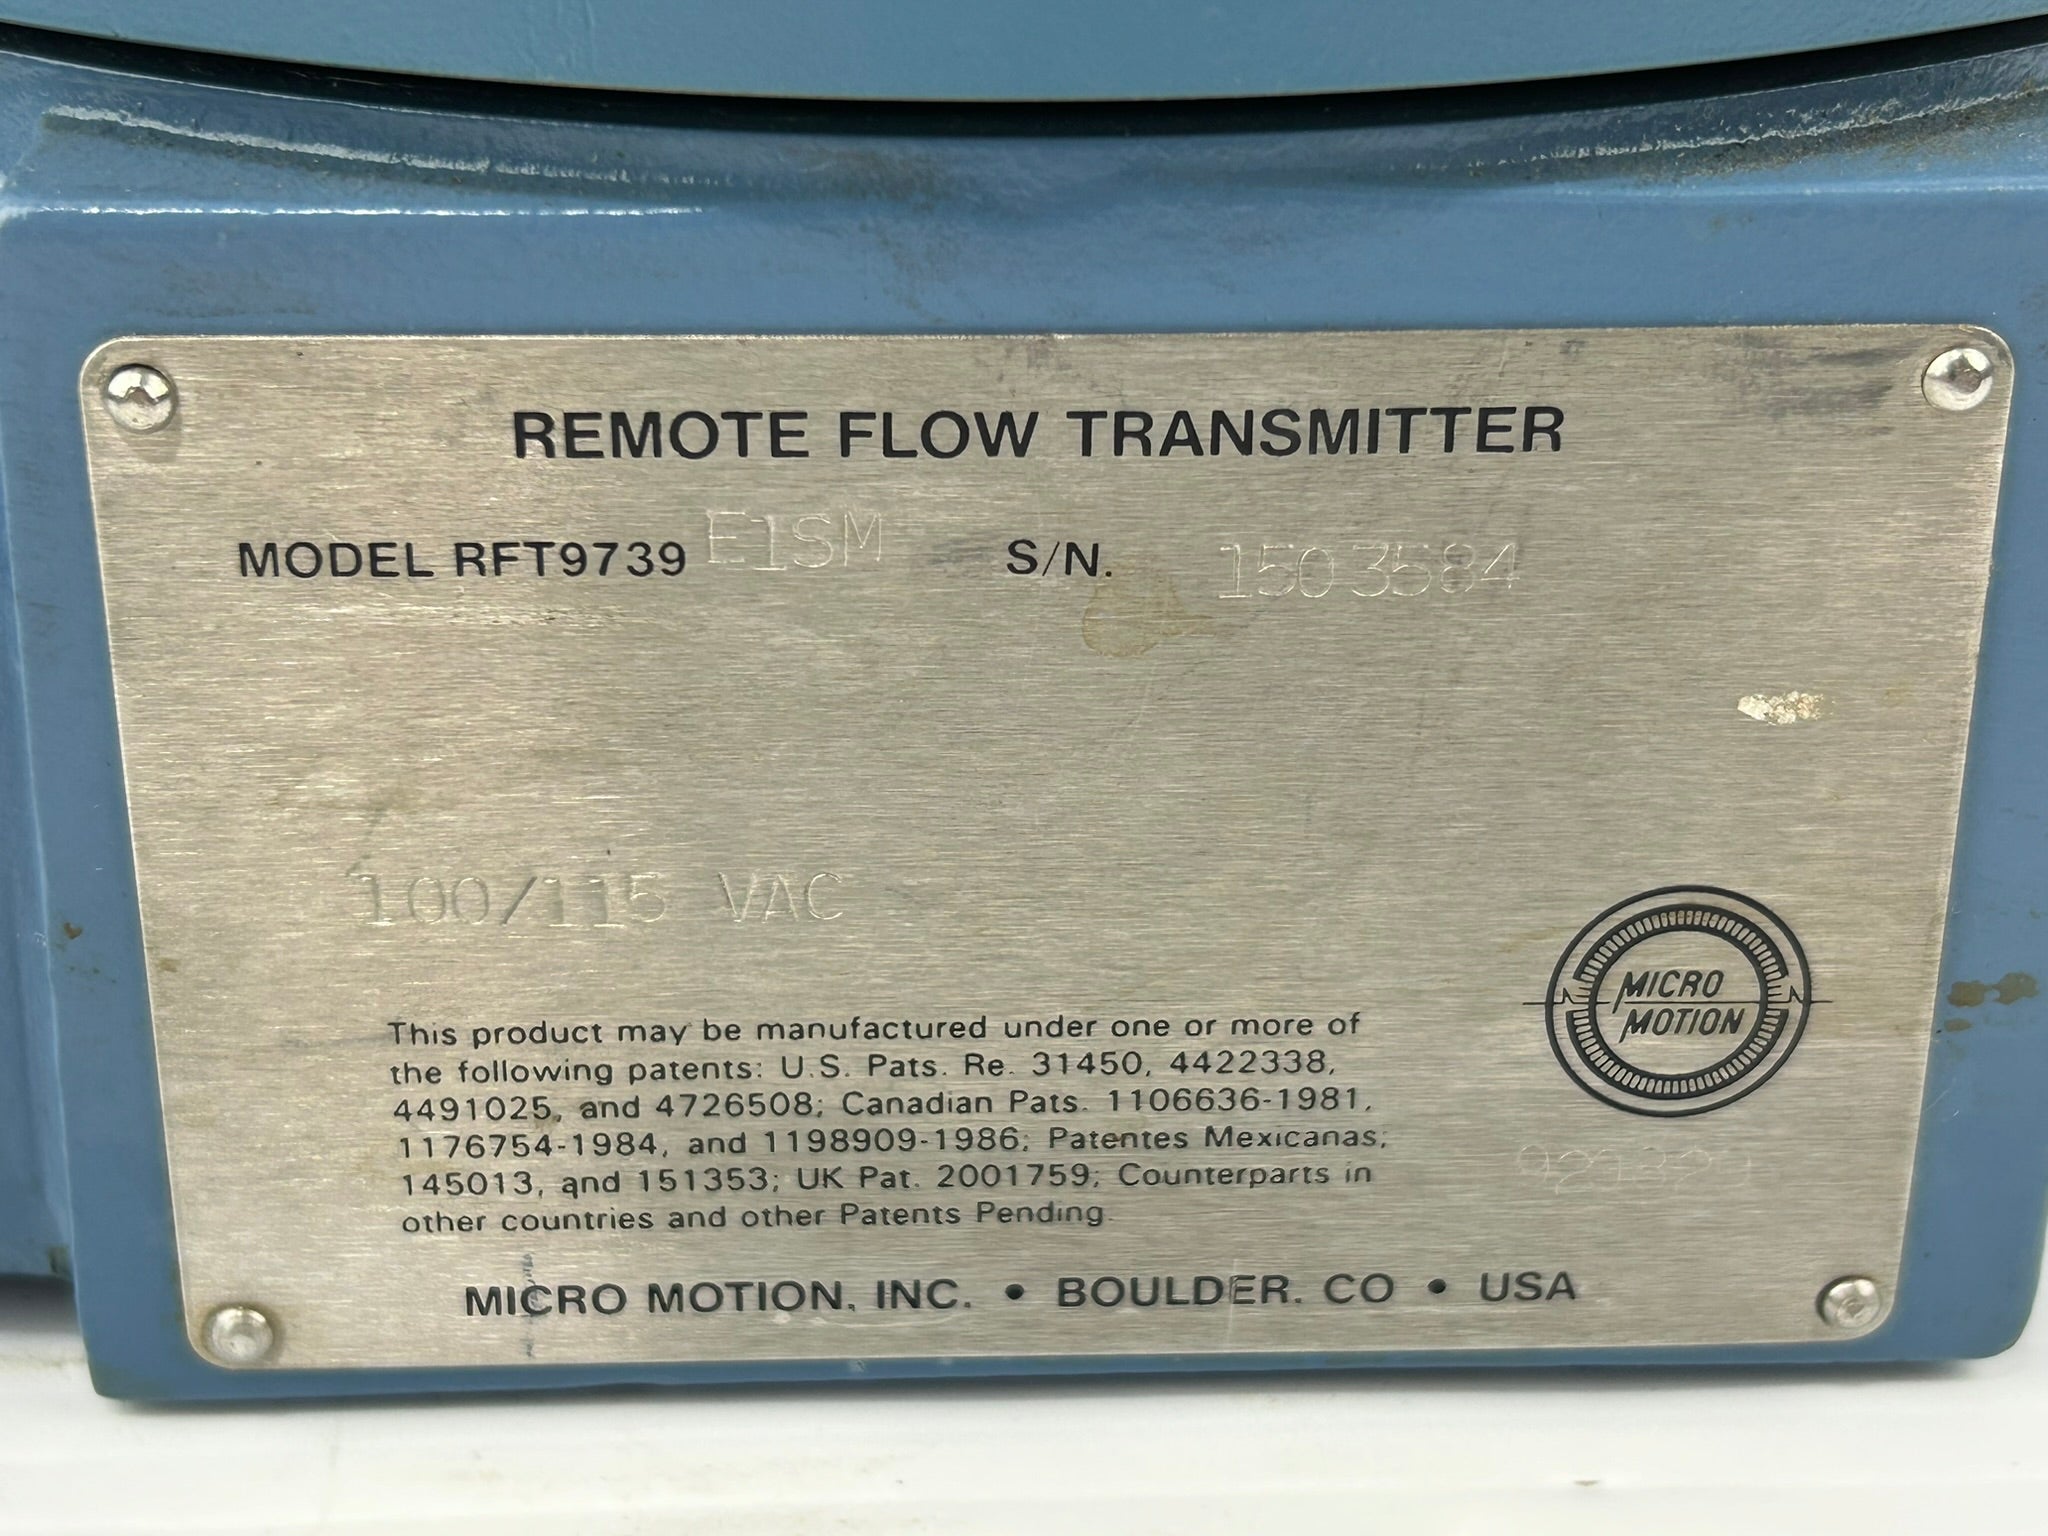 REMOTE FLOW TRANSMITTER
MODEL RFT9739 E1SM S/N. 1503584
100/115 VAC
MICRO
MOTION
This product may be manufactured under one or more of
the following patents: U.S. Pats. Re. 31450, 4422338,
4491025, and 4726508; Canadian Pats. 1106636-1981,
1176754-1984, and 1198909-1986; Patentes Mexicanas;
145013, and 151353; UK Pat. 2001759; Counterparts in
other countries and other Patents Pending.
MICRO MOTION, INC. • BOULDER, CO • USA